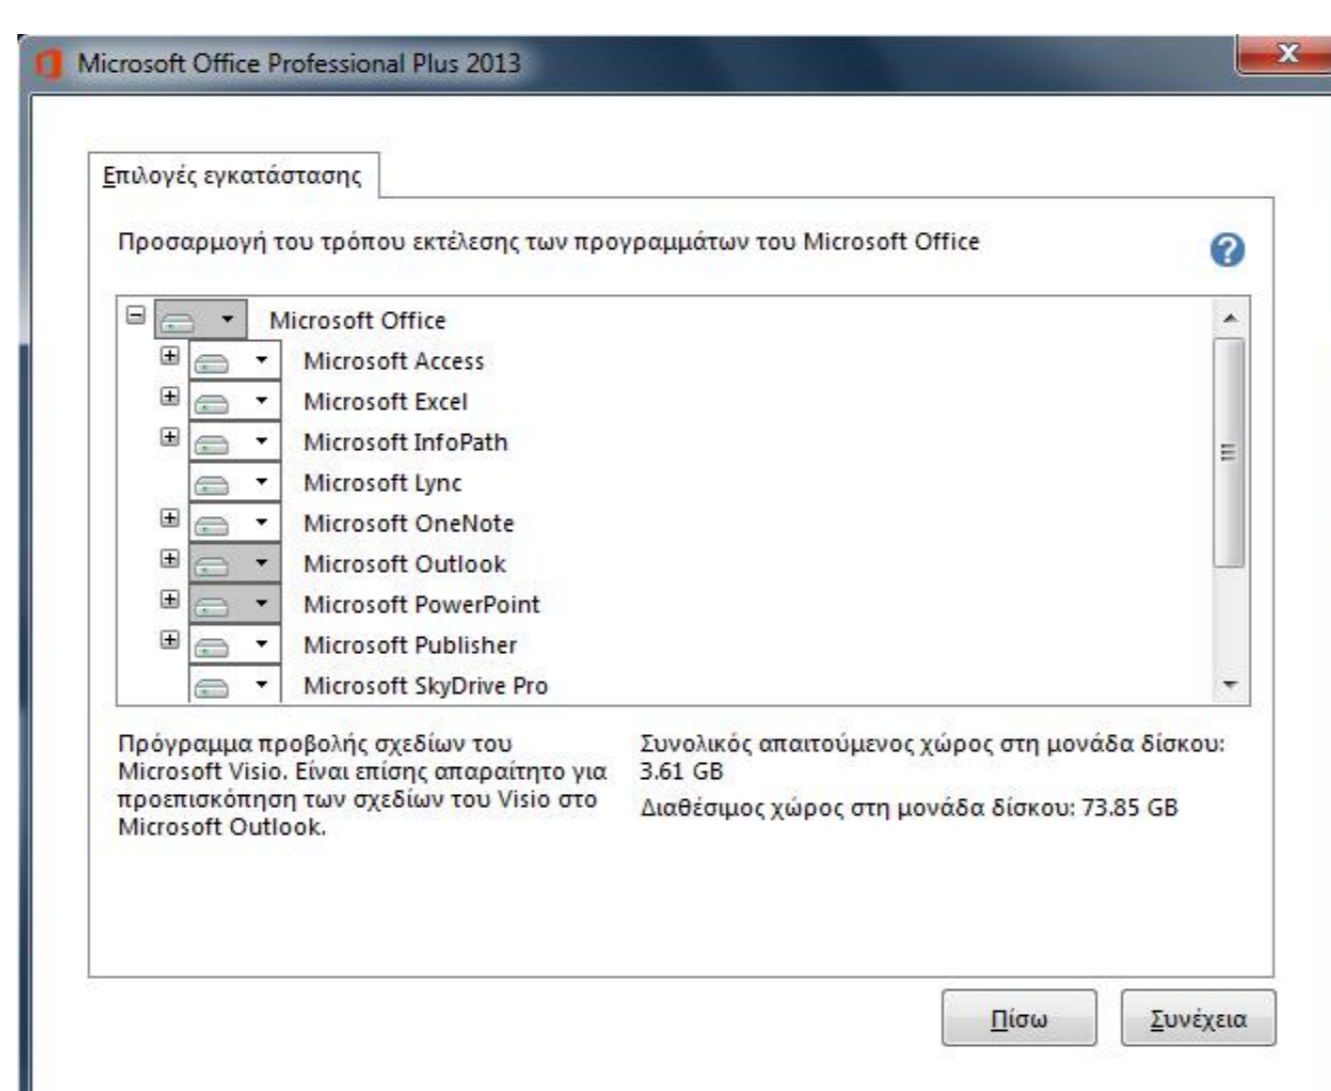 Microsoft Office Professional Plus 2013
Επιλογές εγκατάστασης
Προσαρμογή του τρόπου εκτέλεσης των προγραμμάτων του Microsoft Office
Microsoft Office
Microsoft Access
Microsoft Excel
Microsoft InfoPath
Microsoft Lync
Microsoft OneNote
Microsoft Outlook
Microsoft PowerPoint
Microsoft Publisher
Microsoft SkyDrive Pro
Πρόγραμμα προβολής σχεδίων του
Microsoft Visio. Είναι επίσης απαραίτητο για
προεπισκόπηση των σχεδίων του Visio στο
Microsoft Outlook.
Συνολικός απαιτούμενος χώρος στη μονάδα δίσκου:
3.61 GB
Διαθέσιμος χώρος στη μονάδα δίσκου: 73.85 GB
Πίσω
Συνέχεια